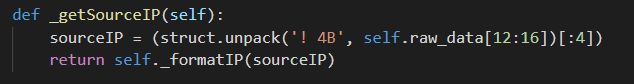 def _getSourceIP(self):
    sourceIP = (struct.unpack('! 4B', self.raw_data[12:16])[:4])
    return self._formatIP(sourceIP)